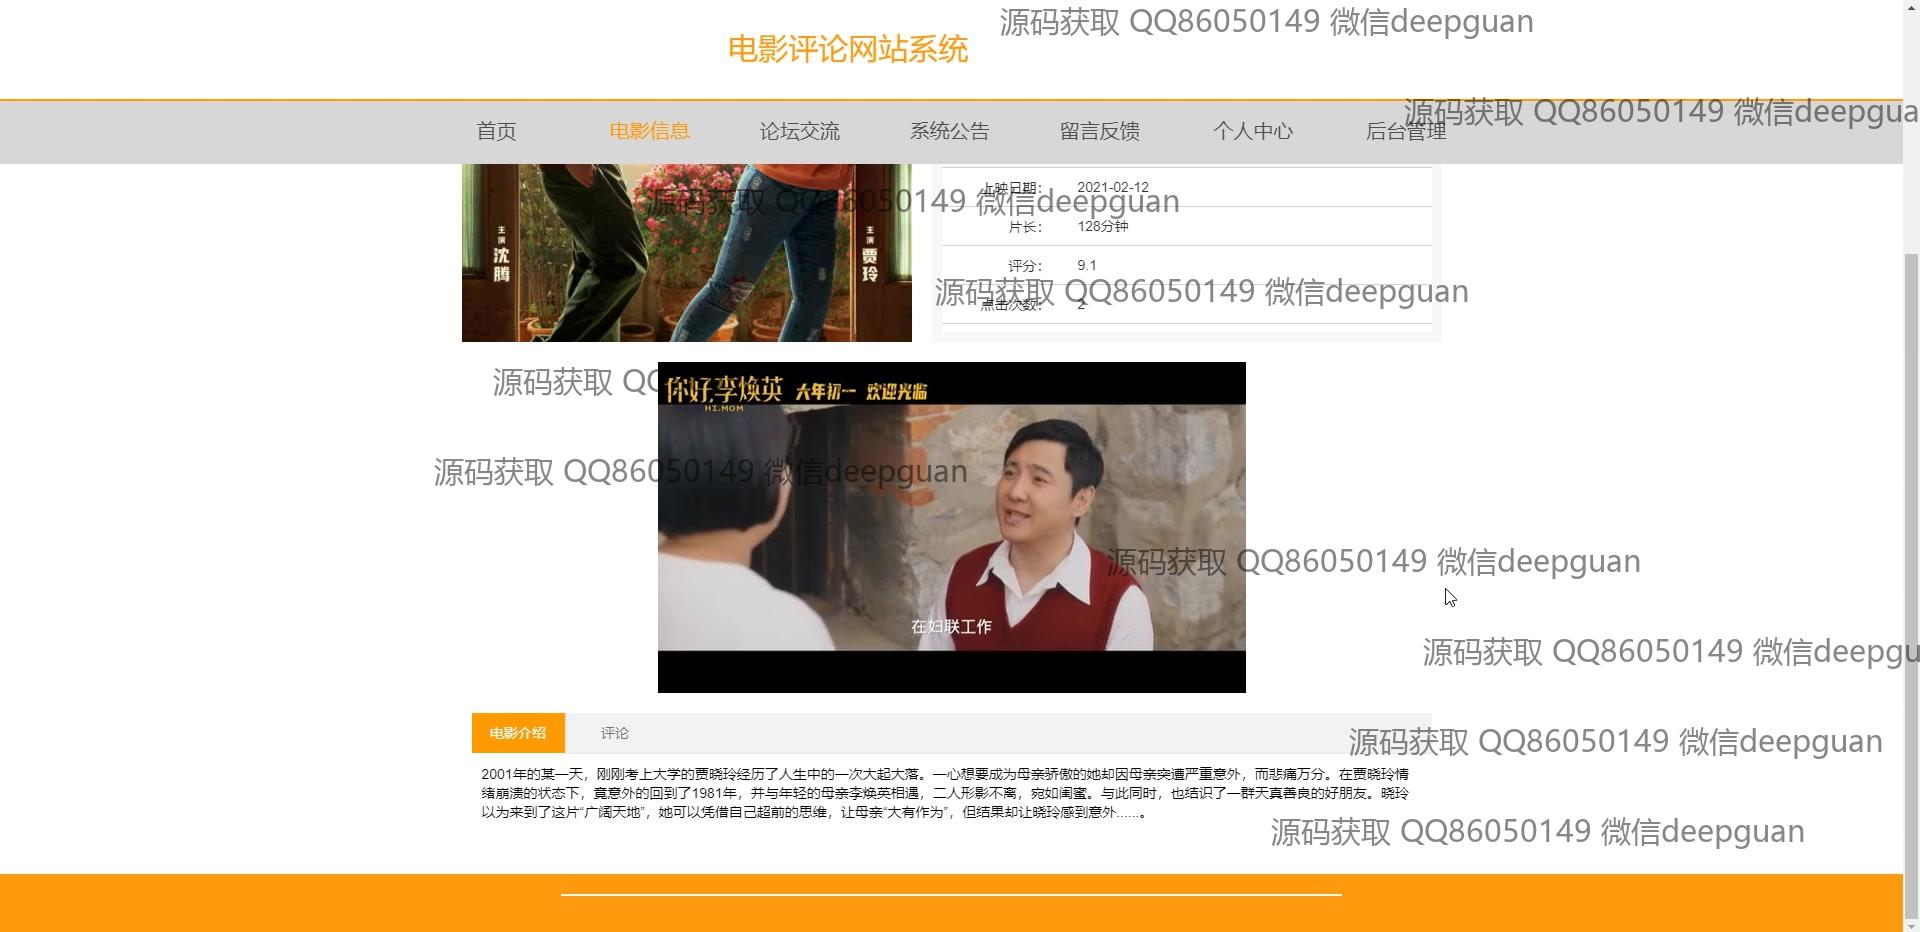 源码获取 QQ86050149 微信deepguan
电影评论网站系统
源码获取 QQ86050149 微信deepgua
首页 电影信息 论坛交流 系统公告 留言反馈 个人中心 后台管理
上映日期： 2021-02-12
源码获取 QQ86050149 微信deepguan
片长： 128分钟
主演 沈腾
主演 贾玲
评分： 9.1
源码获取 QQ86050149 微信deepguan
点击次数： 2
源码获取 QQ
你好,李焕英 大年初一 欢迎光临
HI,MOM
源码获取 QQ86050149 微信deepguan
源码获取 QQ86050149 微信deepguan
在妇联工作
源码获取 QQ86050149 微信deepgu
电影介绍 评论
源码获取 QQ86050149 微信deepguan
2001年的某一天，刚刚考上大学的贾晓玲经历了人生中的一次大起大落。一心想要成为母亲骄傲的她却因母亲突遭严重意外，而悲痛万分。在贾晓玲情
绪崩溃的状态下，竟意外的回到了1981年，并与年轻的母亲李焕英相遇，二人形影不离，宛如闺蜜。与此同时，也结识了一群天真善良的好朋友。晓玲
以为来到了这片“广阔天地”，她可以凭借自己超前的思维，让母亲“大有作为”，但结果却让晓玲感到意外......。
源码获取 QQ86050149 微信deepguan